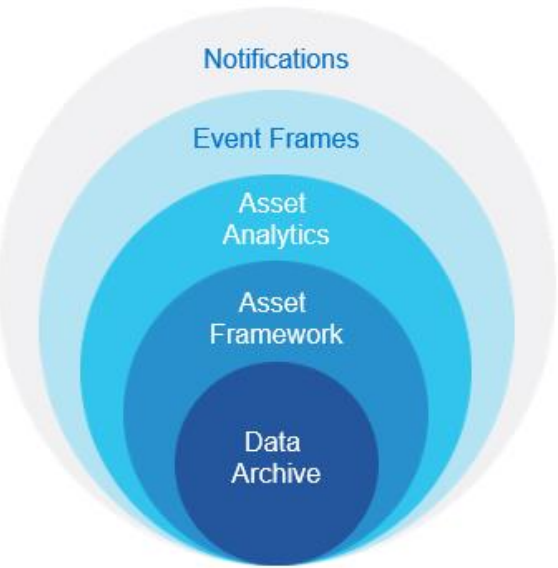 Notifications
Event Frames
Asset
Analytics
Asset
Framework
Data
Archive